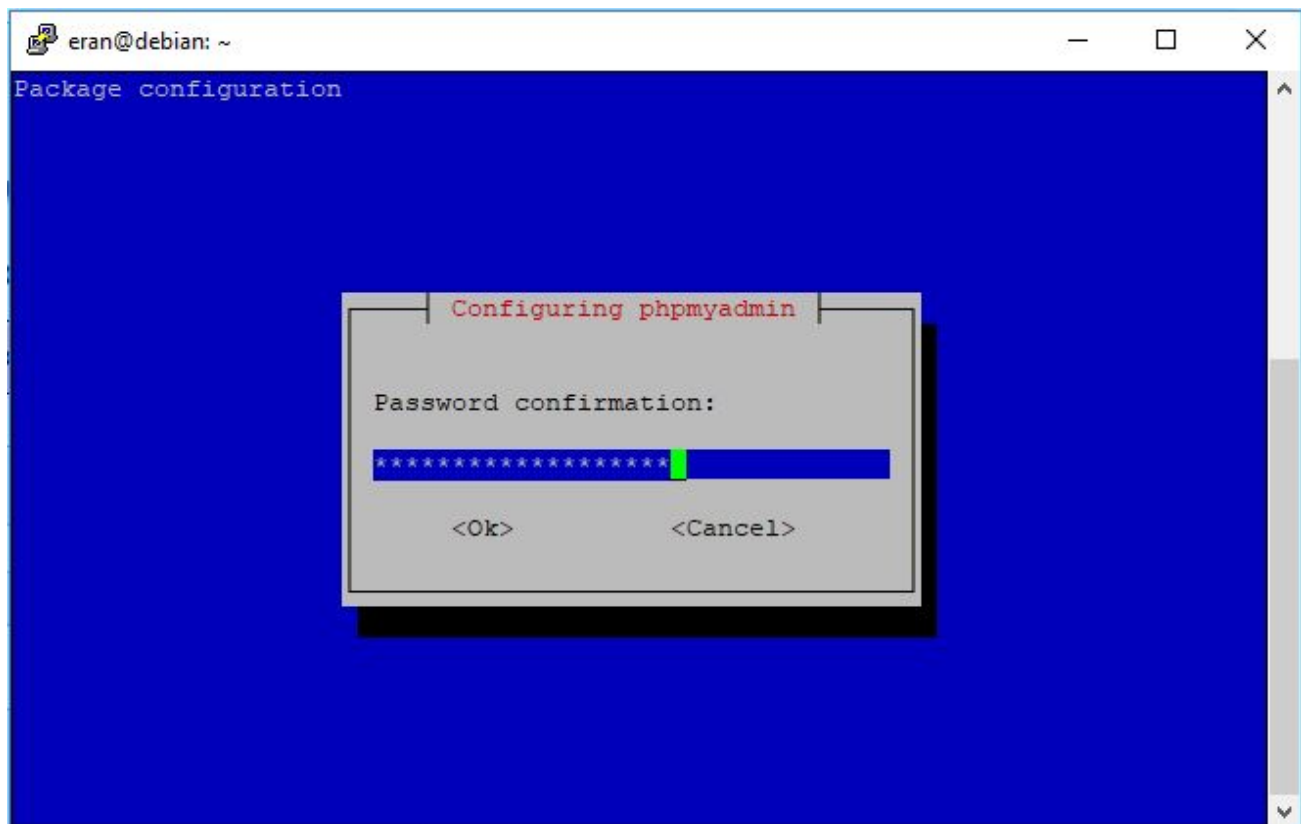 eran@debian: ~
Package configuration
Configuring phpmyadmin
Password confirmation:
*******************
<Ok> <Cancel>